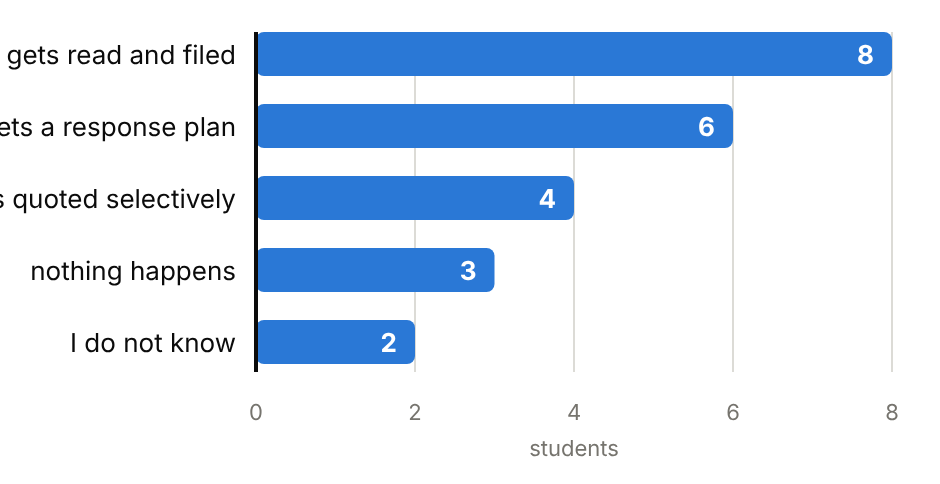 gets read and filed
8
a response plan
6
quoted selectively
4
nothing happens
3
I do not know
2
0 2 4 6 8
students